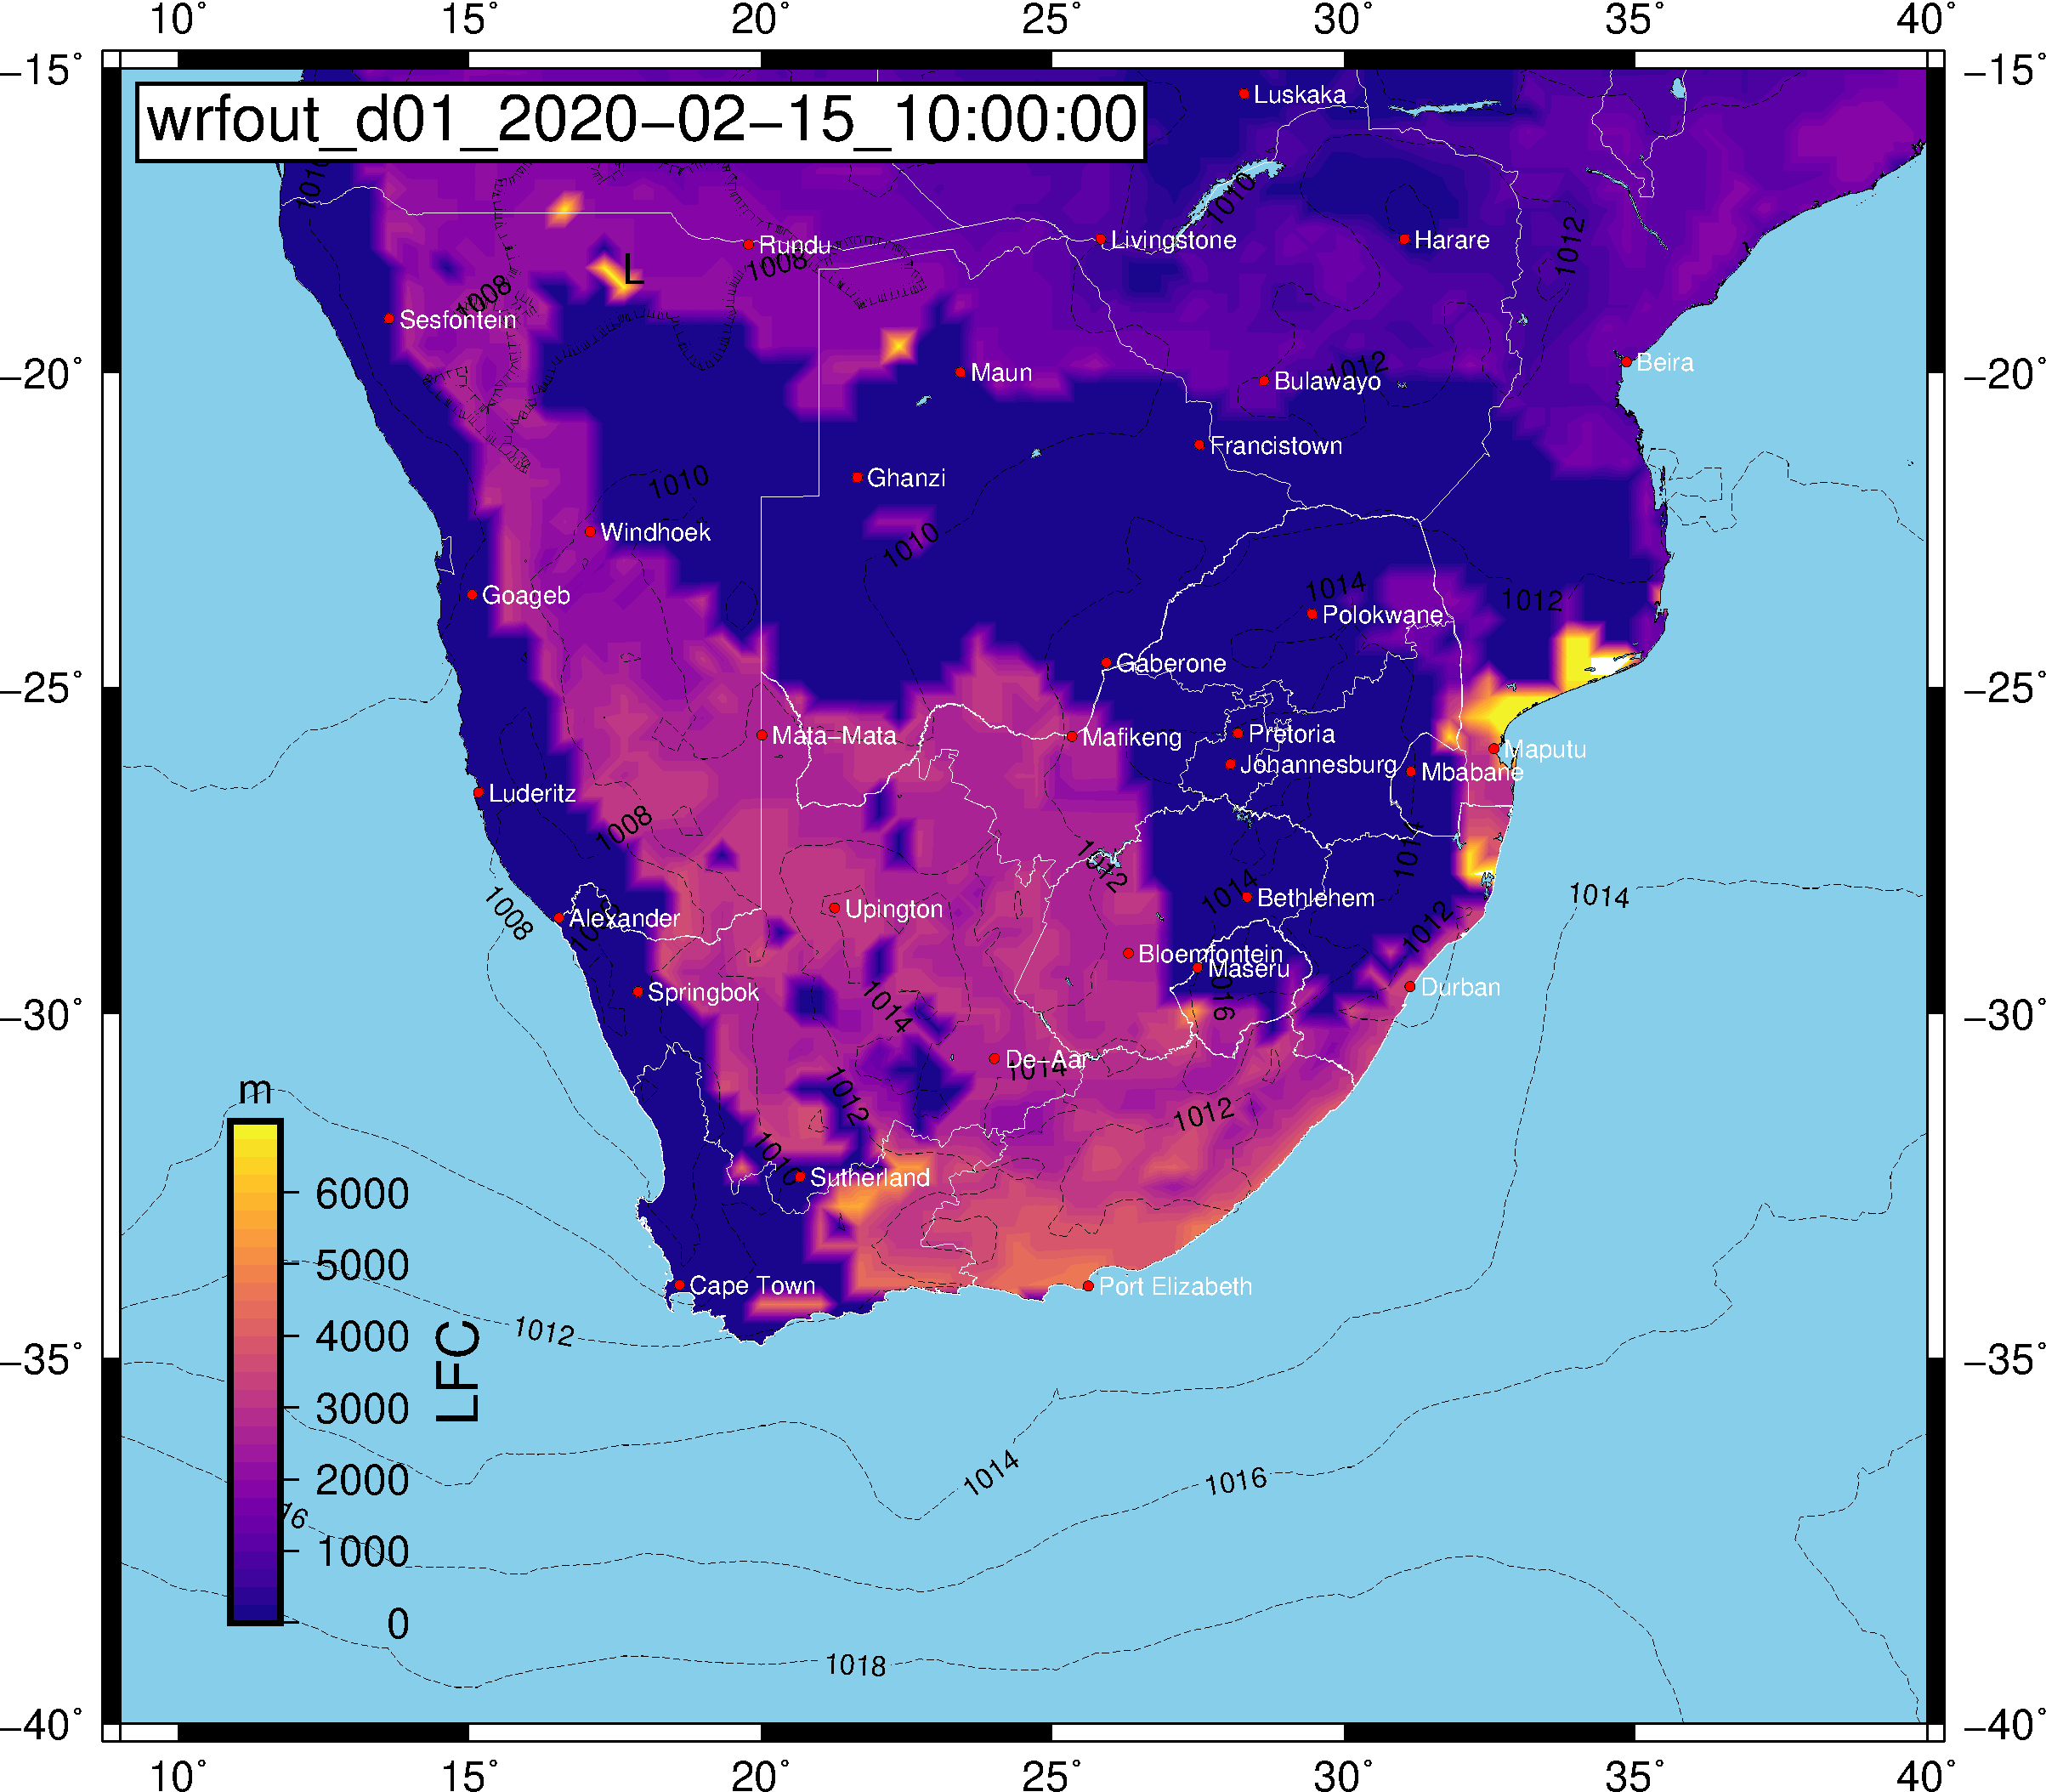 10° 15° 20° 25° 30° 35° 40°
−15° −15°
wrfout_d01_2020−02−15_10:00:00
Luskaka
1010
1010
Rundu
Livingstone
Harare
1012
1008
L
1008
Sesfontein
−20° −20°
Maun
1012
Bulawayo
Beira
Francistown
Ghanzi
1010
Windhoek
1010
1014
1012
Goageb
Polokwane
Gaberone
−25° −25°
Mata−Mata
Mafikeng
Pretoria
Maputu
Johannesburg
Mbabane
Luderitz
1008
1012
1014
1014
1014
Bethlehem
1008
Alexander
Upington
1012
Bloemfontein
Maseru
Springbok
1014
1016
Durban
−30° −30°
De−Aar
1014
m
1012
1012
1010
Sutherland
6000
5000
4000
3000
2000
1000
0
LFC
Cape Town
Port Elizabeth
1012
−35° −35°
1014
1016
16
1018
−40° −40°
10° 15° 20° 25° 30° 35° 40°